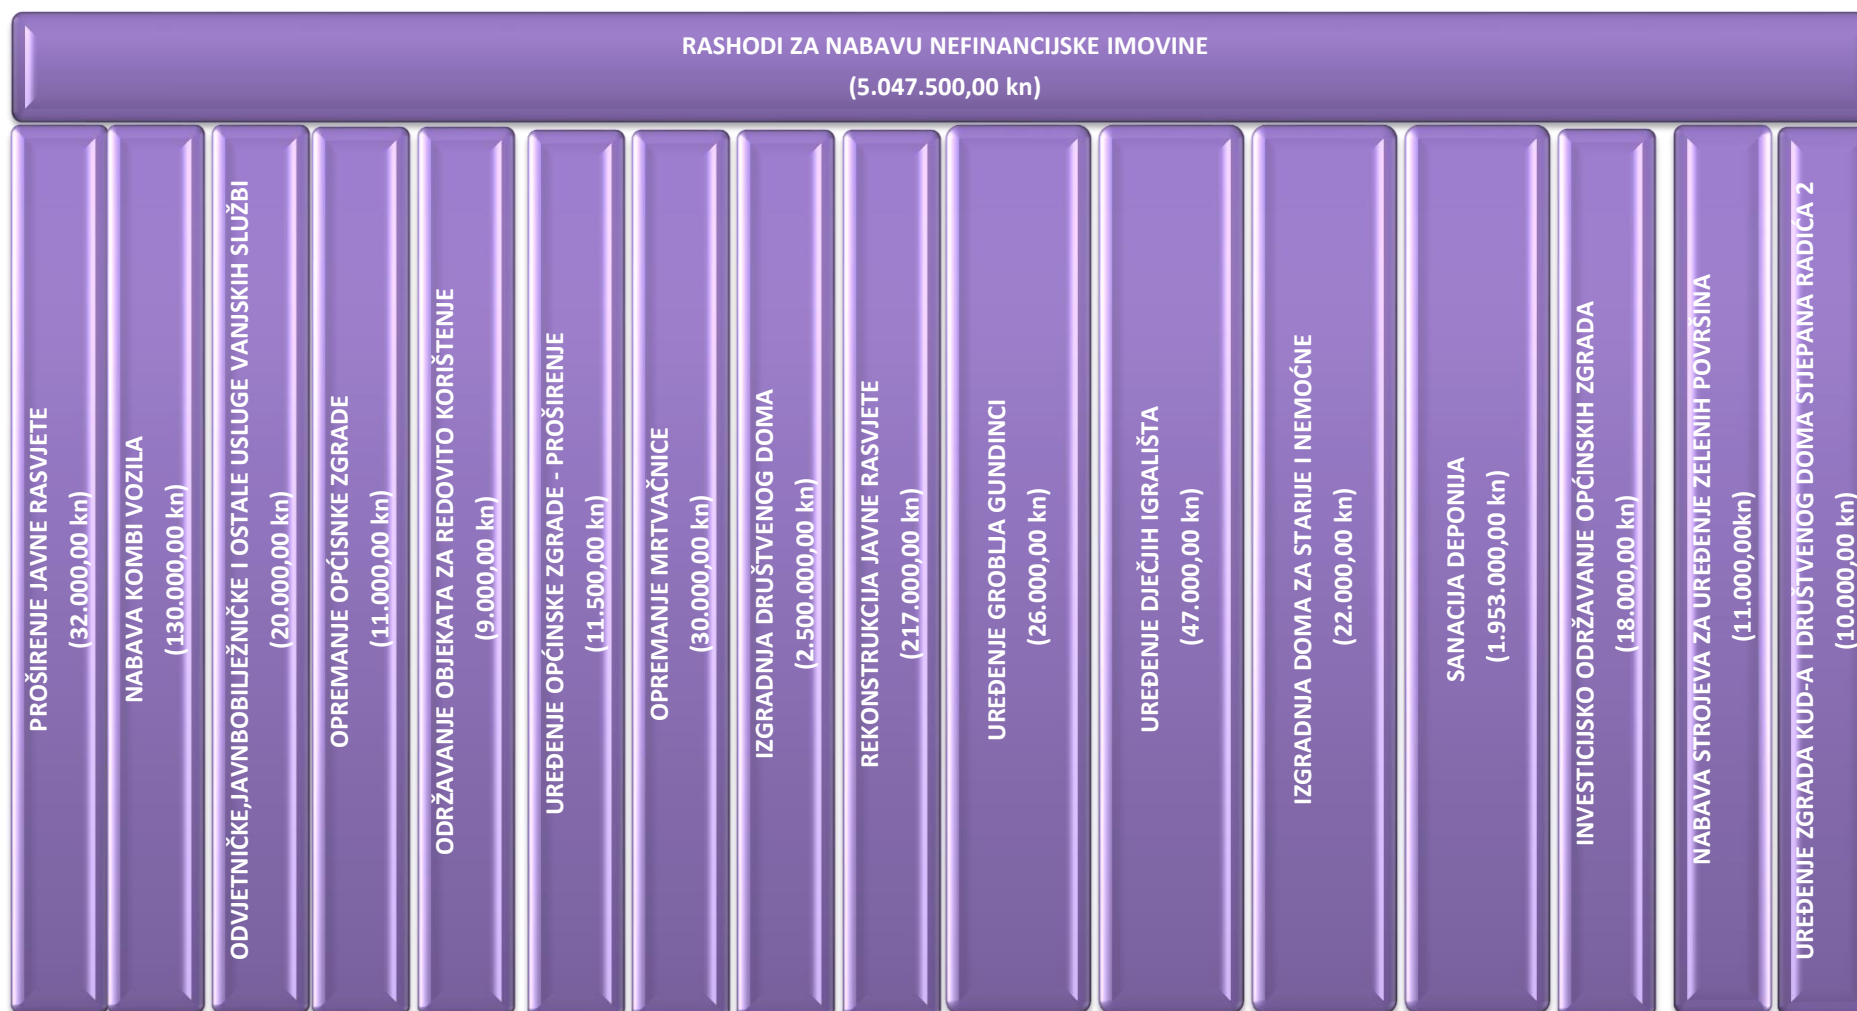 RASHODI ZA NABAVU NEFINANCIJSKE IMOVINE
(5.047.500,00 kn)
PROŠIRENJE JAVNE RASVJETE
(32.000,00 kn)
NABAVA KOMBI VOZILA
(130.000,00 kn)
ODVJETNIČKE,JAVNBOBILJEŽNIČKE I OSTALE USLUGE VANJSKIH SLUŽBI
(20.000,00 kn)
OPREMANJE OPĆISNKE ZGRADE
(11.000,00 kn)
ODRŽAVANJE OBJEKATA ZA REDOVITO KORIŠTENJE
(9.000,00 kn)
UREĐENJE OPĆINSKE ZGRADE - PROŠIRENJE
(11.500,00 kn)
OPREMANJE MRTVAČNICE
(30.000,00 kn)
IZGRADNJA DRUŠTVENOG DOMA
(2.500.000,00 kn)
REKONSTRUKCIJA JAVNE RASVJETE
(217.000,00 kn)
UREĐENJE GROBLJA GUNDINCI
(26.000,00 kn)
UREĐENJE DJEČJIH IGRALIŠTA
(47.000,00 kn)
IZGRADNJA DOMA ZA STARIJE I NEMOĆNE
(22.000,00 kn)
SANACIJA DEPONIJA
(1.953.000,00 kn)
INVESTICIJSKO ODRŽAVANJE OPĆINSKIH ZGRADA
(18.000,00 kn)
NABAVA STROJEVA ZA UREĐENJE ZELENIH POVRŠINA
(11.000,00kn)
UREĐENJE ZGRADA KUD-A I DRUŠTVENOG DOMA STJEPANA RADIĆA 2
(10.000,00 kn)